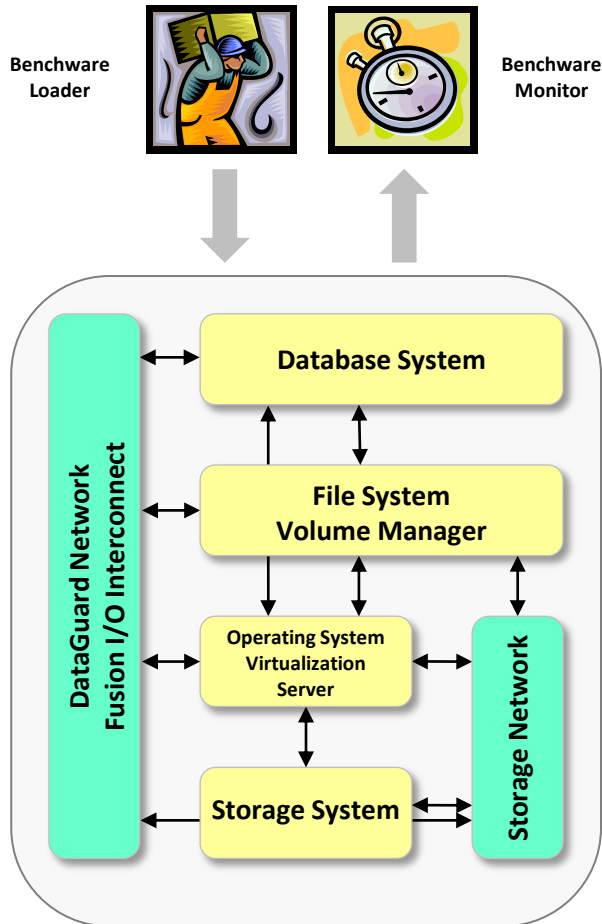 Benchware
Loader
Benchware
Monitor
Database System
File System
Volume Manager
Operating System
Virtualization
Server
Storage System
DataGuard Network
Fusion I/O Interconnect
Storage Network